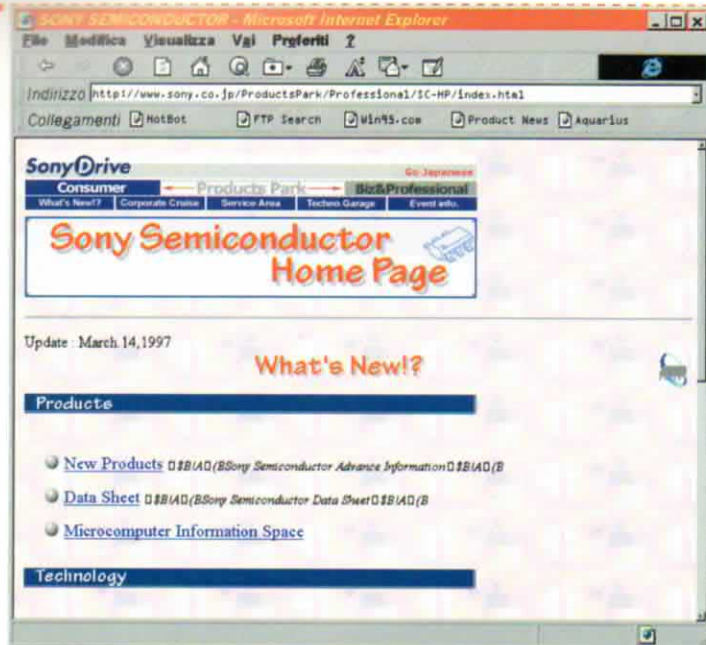 SONY SEMICONDUCTOR - Microsoft Internet Explorer
File Modifica Visualizza Vai Preferiti ?
Indirizzo http://www.sony.co.jp/ProductsPark/Professional/SC-HP/index.html
Collegamenti HotBot FTP Search Win95.com Product News Aquarius
SonyDrive
Go Japanese
Consumer Products Park Biz&Professional
What's New!? Corporate Cruise Service Area Techno Garage Event info.
Sony Semiconductor
Home Page
Update : March.14,1997
What's New!?
Products
New Products □$B!A□(BSony Semiconductor Advance Information□$B!A□(B
Data Sheet □$B!A□(BSony Semiconductor Data Sheet□$B!A□(B
Microcomputer Information Space
Technology